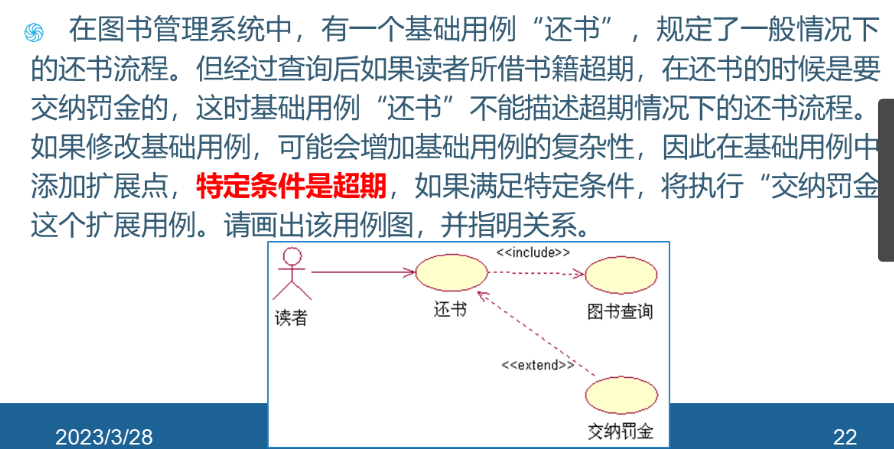 在图书管理系统中，有一个基础用例“还书”，规定了一般情况下
的还书流程。但经过查询后如果读者所借书籍超期，在还书的时候是要
交纳罚金的，这时基础用例“还书”不能描述超期情况下的还书流程。
如果修改基础用例，可能会增加基础用例的复杂性，因此在基础用例中
添加扩展点，特定条件是超期，如果满足特定条件，将执行“交纳罚金
这个扩展用例。请画出该用例图，并指明关系。
<<include>>
读者
还书
图书查询
<<extend>>
交纳罚金
2023/3/28
22